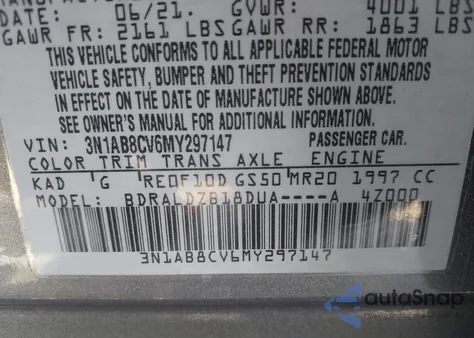 DATE: 06/21. GVWR: 4001 LBS
GAWR FR: 2161 LBS GAWR RR: 1863 LBS
THIS VEHICLE CONFORMS TO ALL APPLICABLE FEDERAL MOTOR
VEHICLE SAFETY, BUMPER AND THEFT PREVENTION STANDARDS
IN EFFECT ON THE DATE OF MANUFACTURE SHOWN ABOVE.
SEE OWNER'S MANUAL FOR ADDITIONAL INFORMATION.
VIN: 3N1AB8CV6MY297147 PASSENGER CAR.
COLOR TRIM TRANS AXLE ENGINE
KAD G RE0F10D GS50 MR20 1997 CC
MODEL: BDRALDZB18DUA----A 4Z000
3N1AB8CV6MY297147
autoSnap